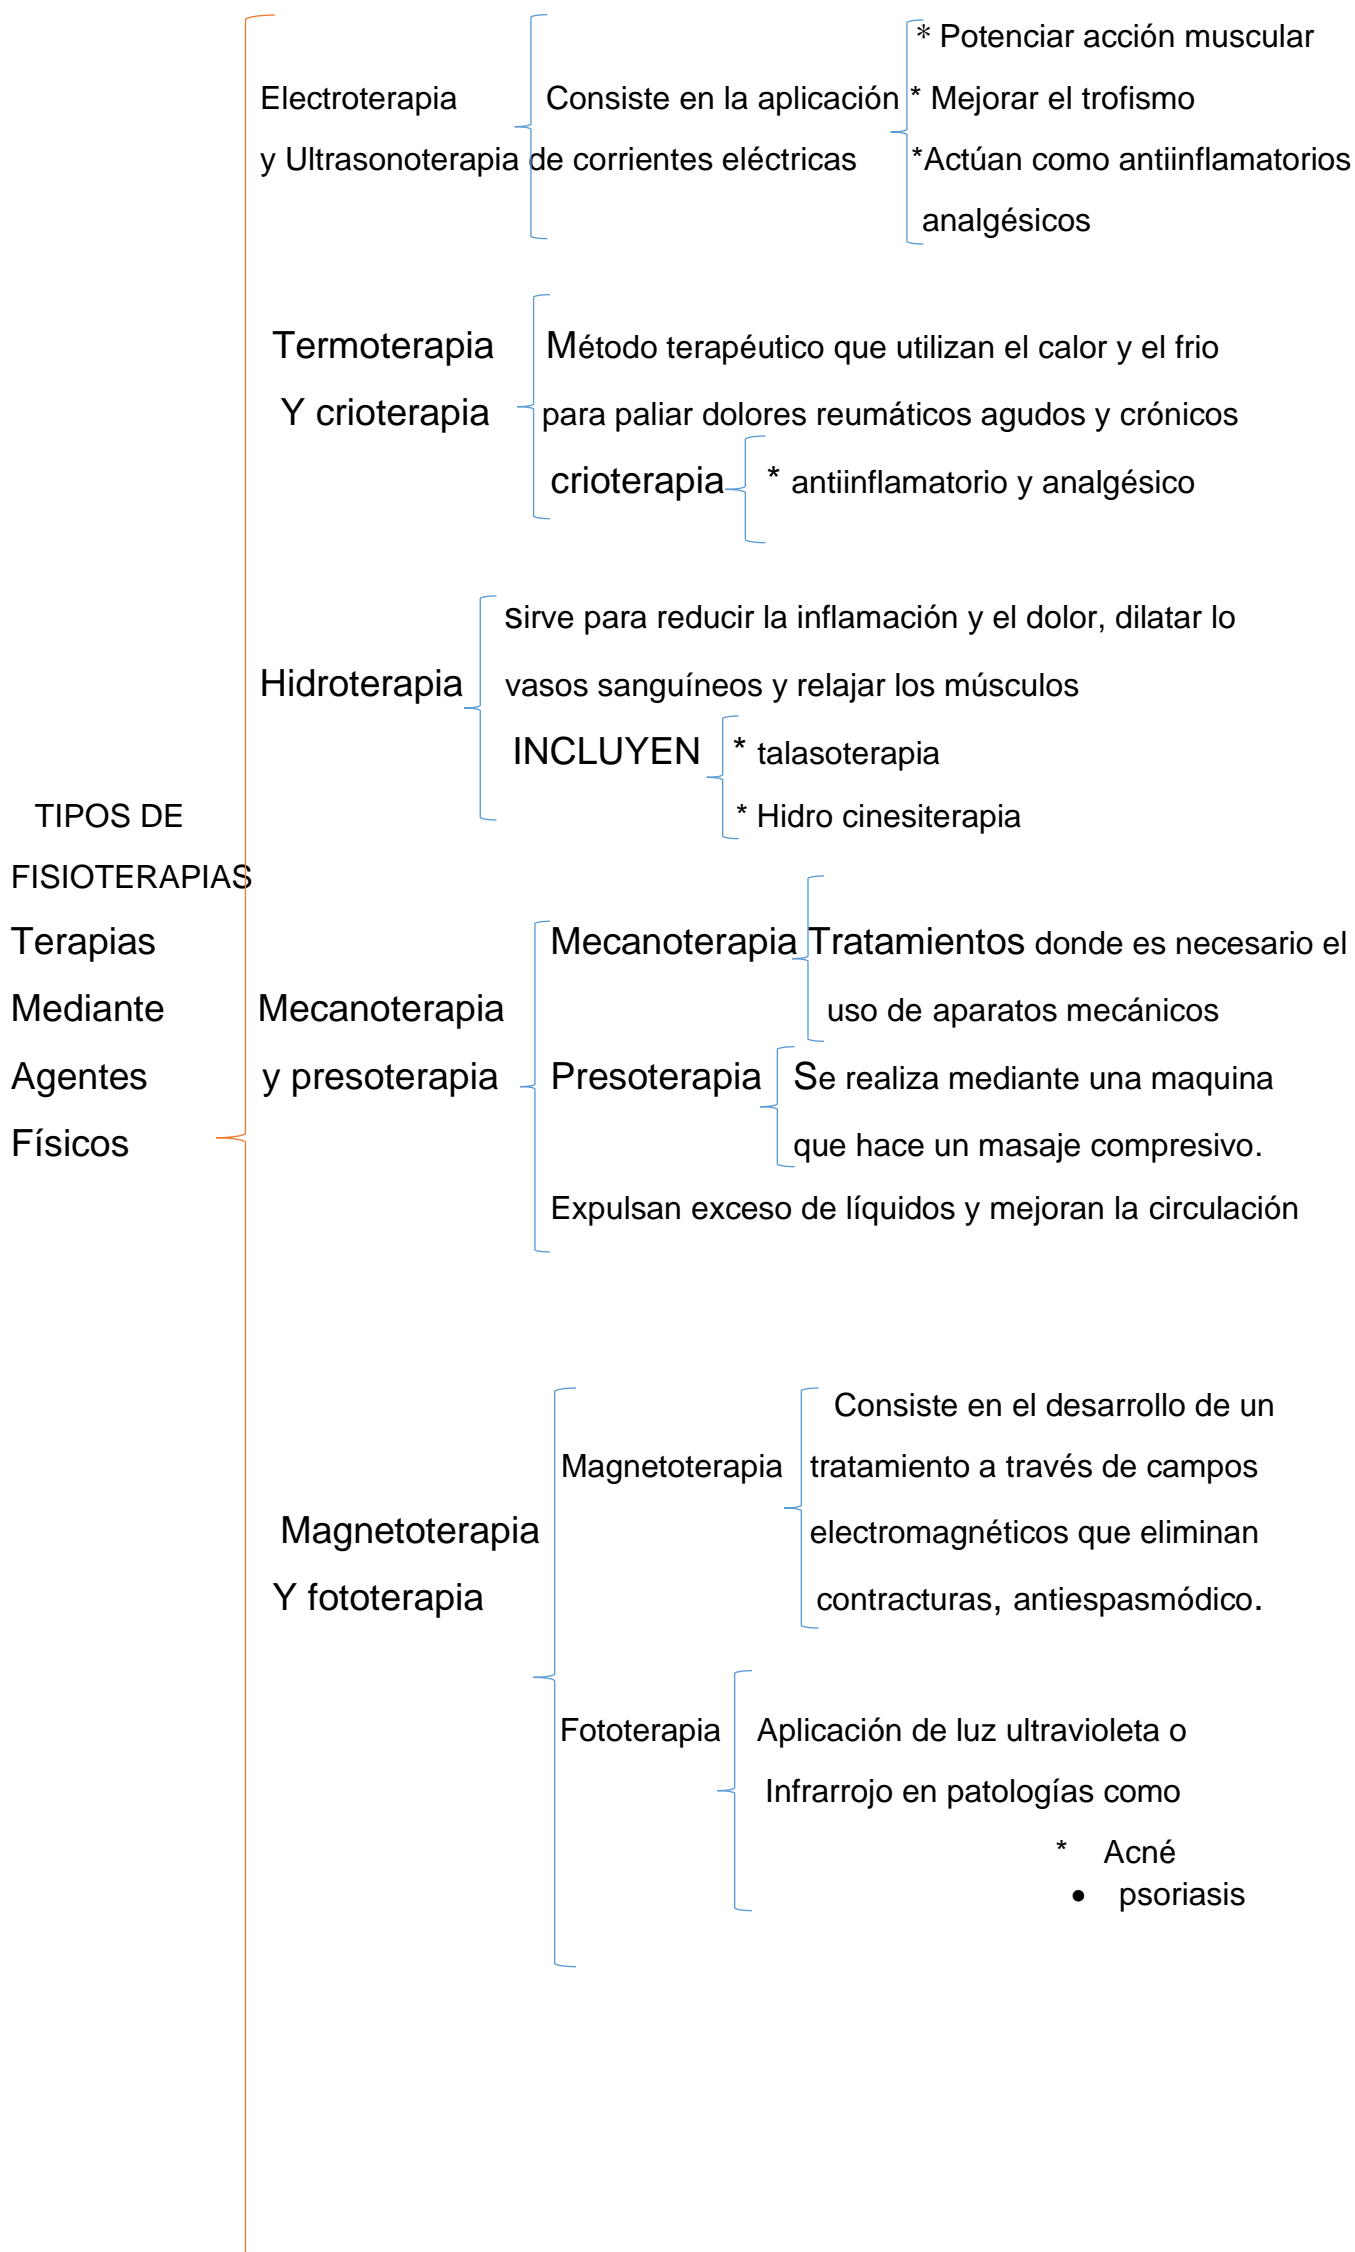 * Potenciar acción muscular
Electroterapia Consiste en la aplicación * Mejorar el trofismo
y Ultrasonoterapia de corrientes eléctricas *Actúan como antiinflamatorios
analgésicos
Termoterapia Método terapéutico que utilizan el calor y el frio
Y crioterapia para paliar dolores reumáticos agudos y crónicos
crioterapia * antiinflamatorio y analgésico
sirve para reducir la inflamación y el dolor, dilatar lo
Hidroterapia vasos sanguíneos y relajar los músculos
INCLUYEN * talasoterapia
TIPOS DE * Hidro cinesiterapia
FISIOTERAPIAS
Terapias Mecanoterapia Tratamientos donde es necesario el
Mediante Mecanoterapia uso de aparatos mecánicos
Agentes y presoterapia Presoterapia Se realiza mediante una maquina
Físicos que hace un masaje compresivo.
Expulsan exceso de líquidos y mejoran la circulación
Consiste en el desarrollo de un
Magnetoterapia tratamiento a través de campos
Magnetoterapia electromagnéticos que eliminan
Y fototerapia contracturas, antiespasmódico.
Fototerapia Aplicación de luz ultravioleta o
Infrarrojo en patologías como
* Acné
• psoriasis